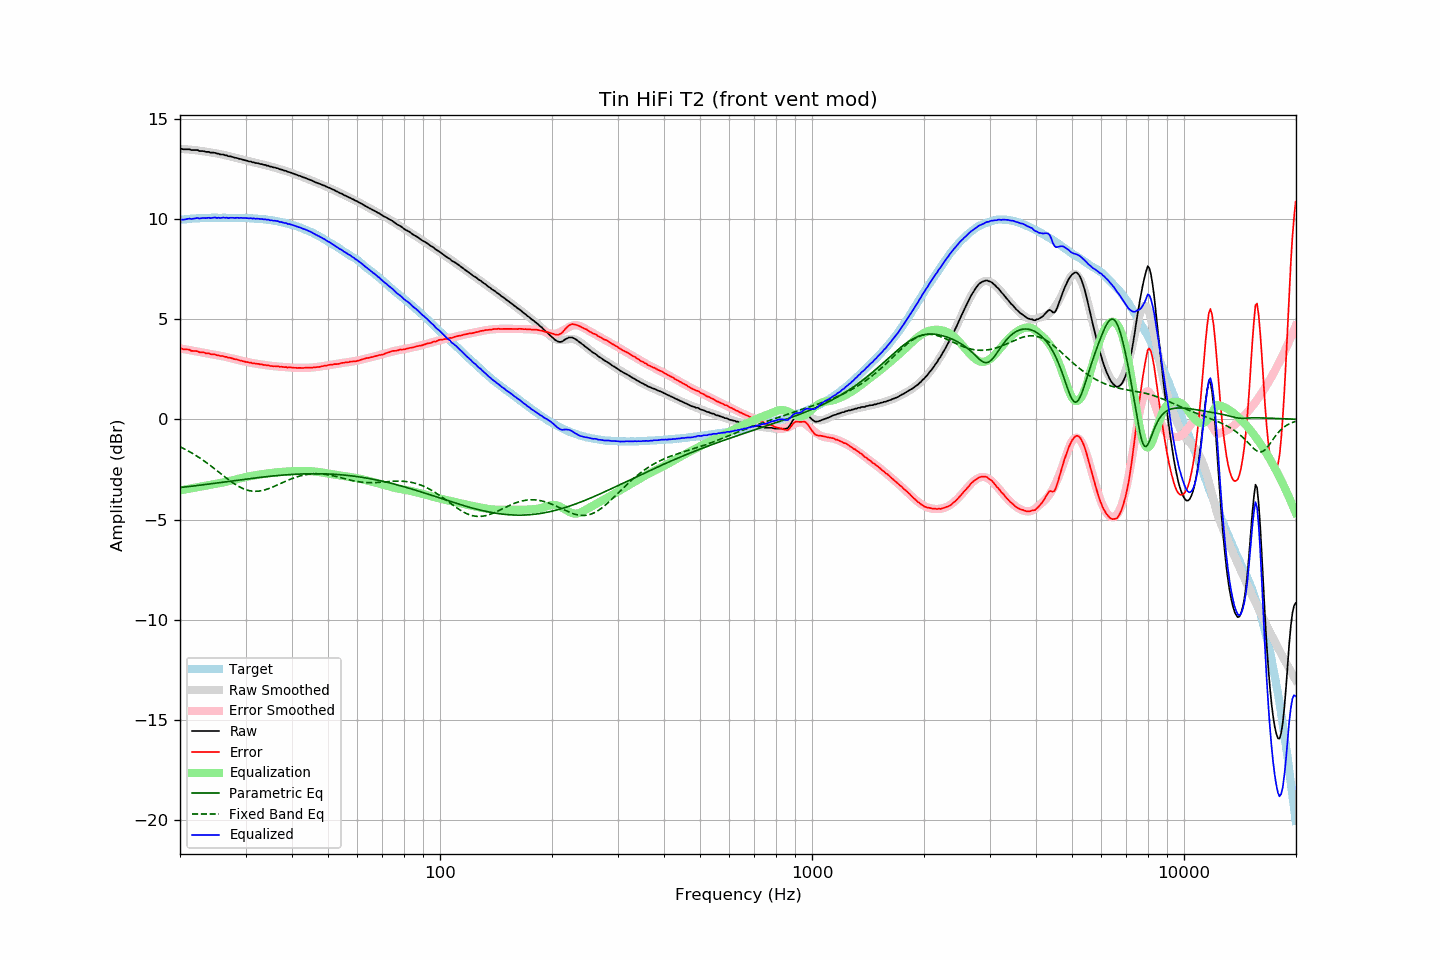 Tin HiFi T2 (front vent mod)
15
10
5
0
−5
−10
−15
−20
Amplitude (dBr)
Target
Raw Smoothed
Error Smoothed
Raw
Error
Equalization
Parametric Eq
Fixed Band Eq
Equalized
100 1000 10000
Frequency (Hz)